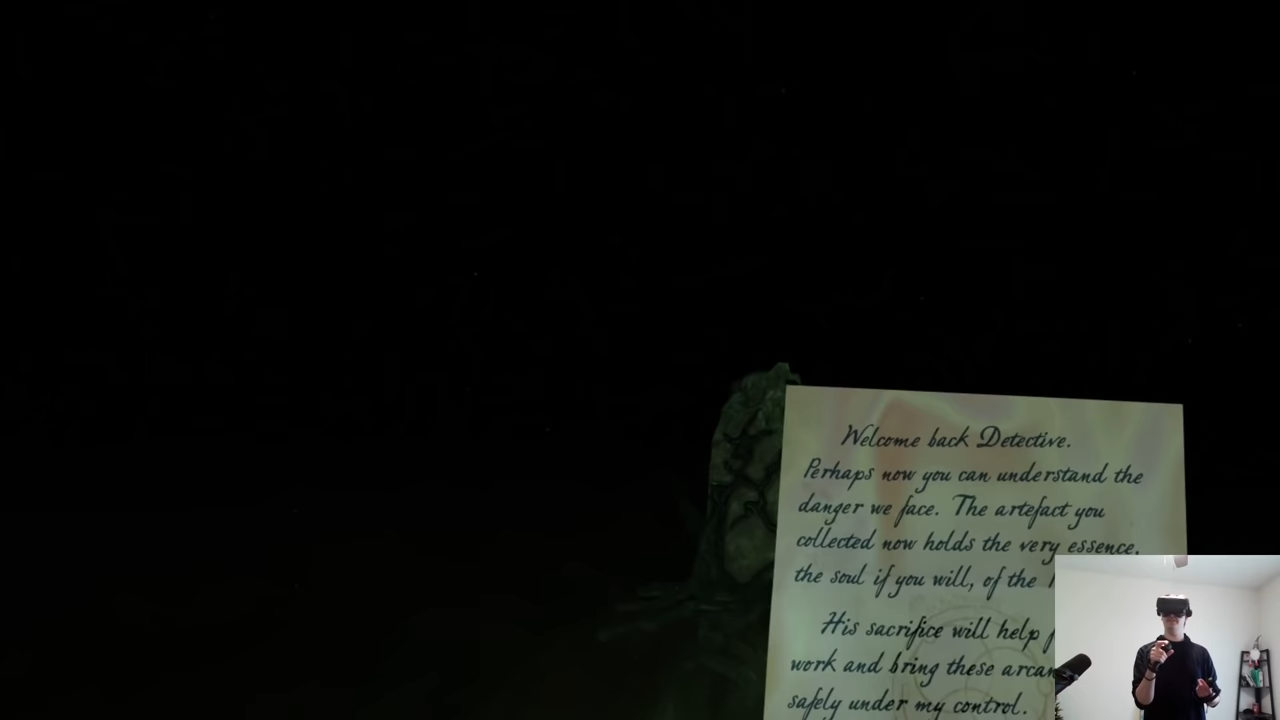 Welcome back Detective.
Perhaps now you can understand the
danger we face. The artefact you
collected now holds the very essence,
the soul if you will, of the
His sacrifice will help
work and bring these
safely under my control.